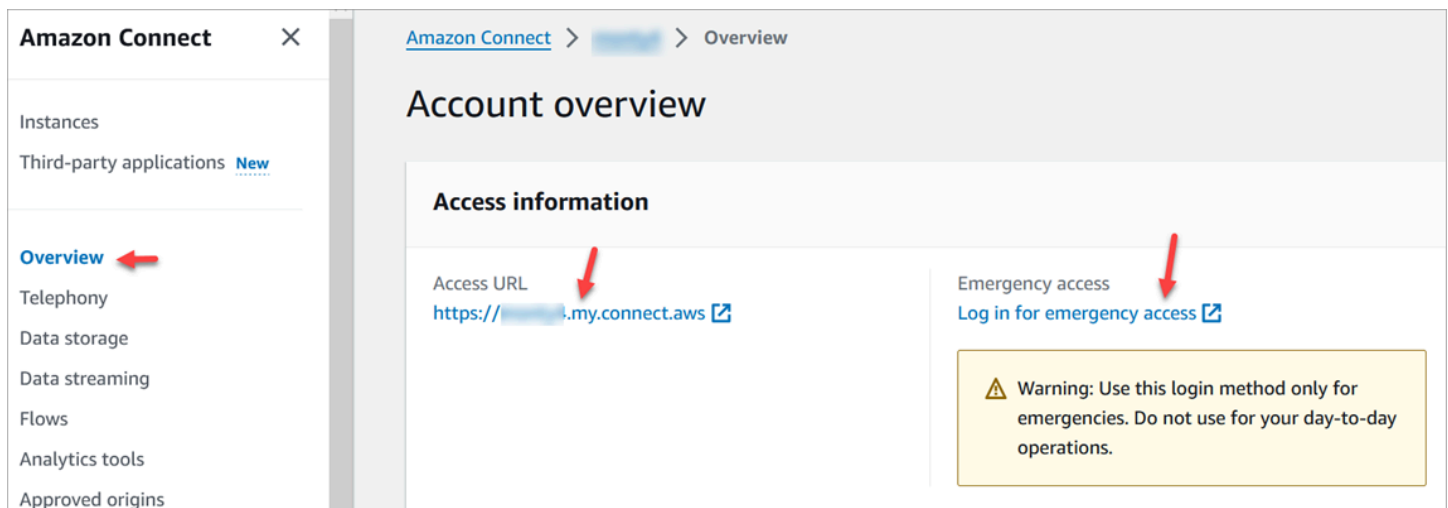 Amazon Connect
Instances
Third-party applications New
Overview
Telephony
Data storage
Data streaming
Flows
Analytics tools
Approved origins
Amazon Connect > > Overview
Account overview
Access information
Access URL
https:// .my.connect.aws
Emergency access
Log in for emergency access
Warning: Use this login method only for
emergencies. Do not use for your day-to-day
operations.